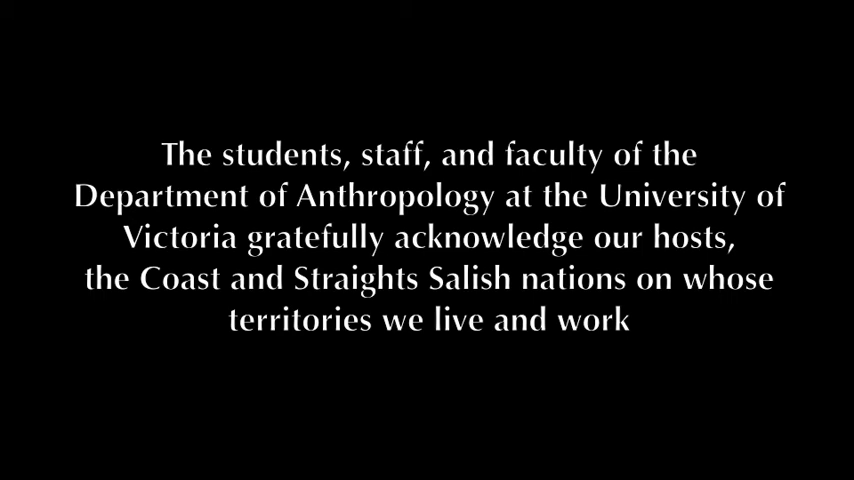 The students, staff, and faculty of the
Department of Anthropology at the University of
Victoria gratefully acknowledge our hosts,
the Coast and Straights Salish nations on whose
territories we live and work